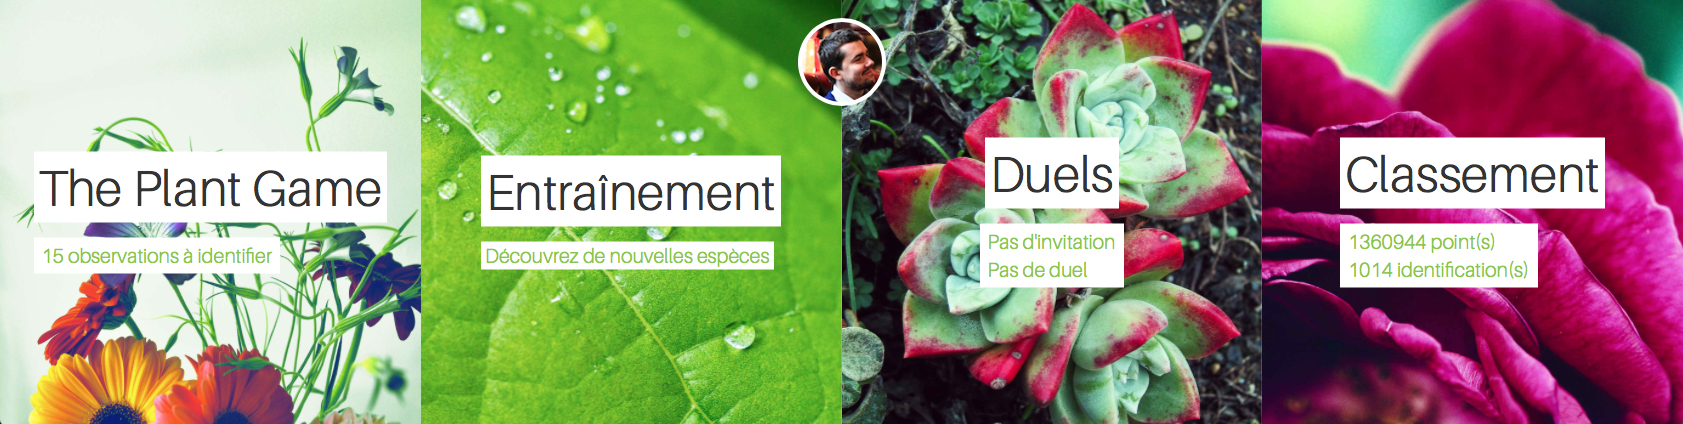 The Plant Game
15 observations à identifier
Entraînement
Découvrez de nouvelles espèces
Duels
Pas d'invitation
Pas de duel
Classement
1360944 point(s)
1014 identification(s)